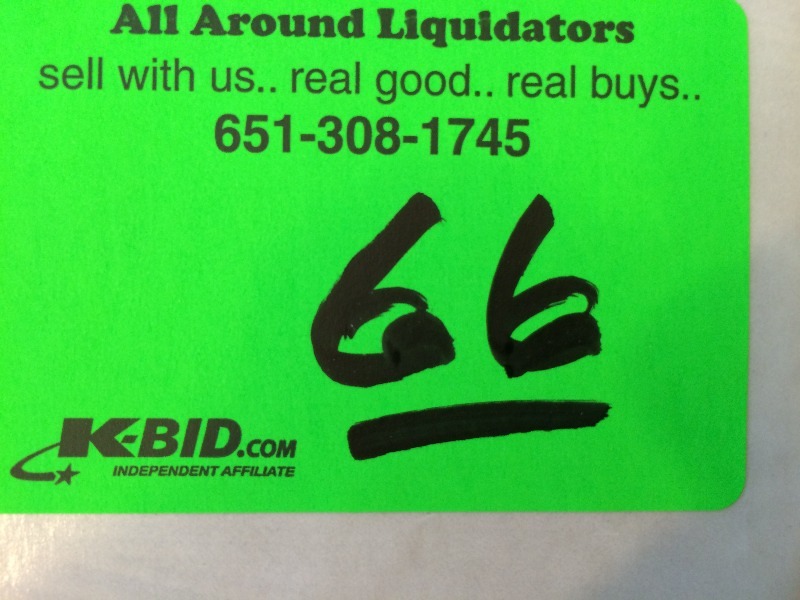 All Around Liquidators
sell with us.. real good.. real buys..
651-308-1745
66
K-BID.COM
INDEPENDENT AFFILIATE